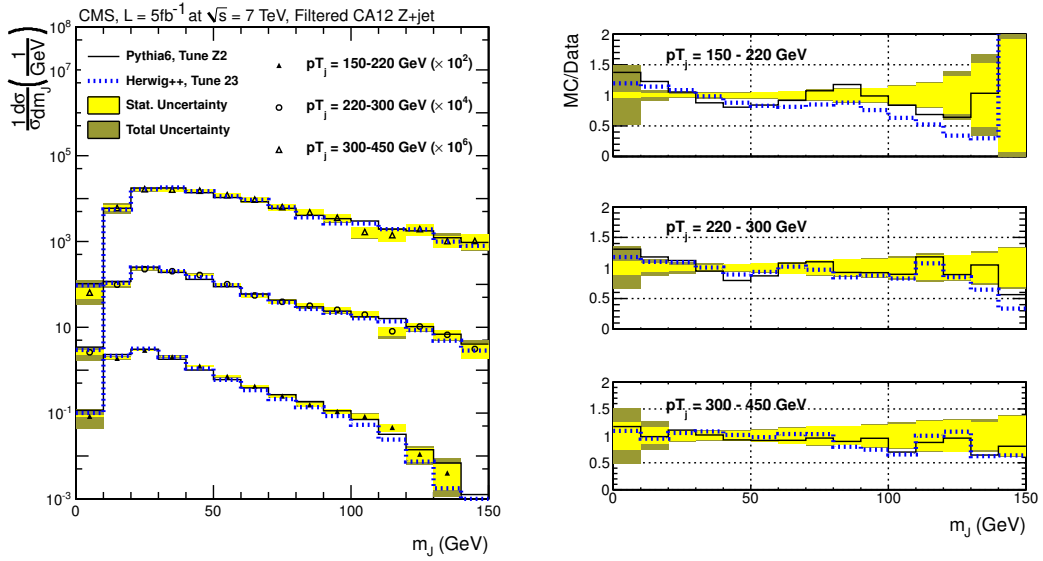 CMS, L = 5fb⁻¹ at √s = 7 TeV, Filtered CA12 Z+jet
1/σ dσ/dm_J (1/GeV)
10⁸
10⁷
10⁵
10³
10
10⁻¹
10⁻³
Pythia6, Tune Z2
Herwig++, Tune 23
Stat. Uncertainty
Total Uncertainty
pT_j = 150-220 GeV (× 10²)
pT_j = 220-300 GeV (× 10⁴)
pT_j = 300-450 GeV (× 10⁶)
0 50 100 150
m_J (GeV)
MC/Data
pT_j = 150 - 220 GeV
2
1.5
1
0.5
0
pT_j = 220 - 300 GeV
2
1.5
1
0.5
0
pT_j = 300 - 450 GeV
2
1.5
1
0.5
0
0 50 100 150
m_J (GeV)